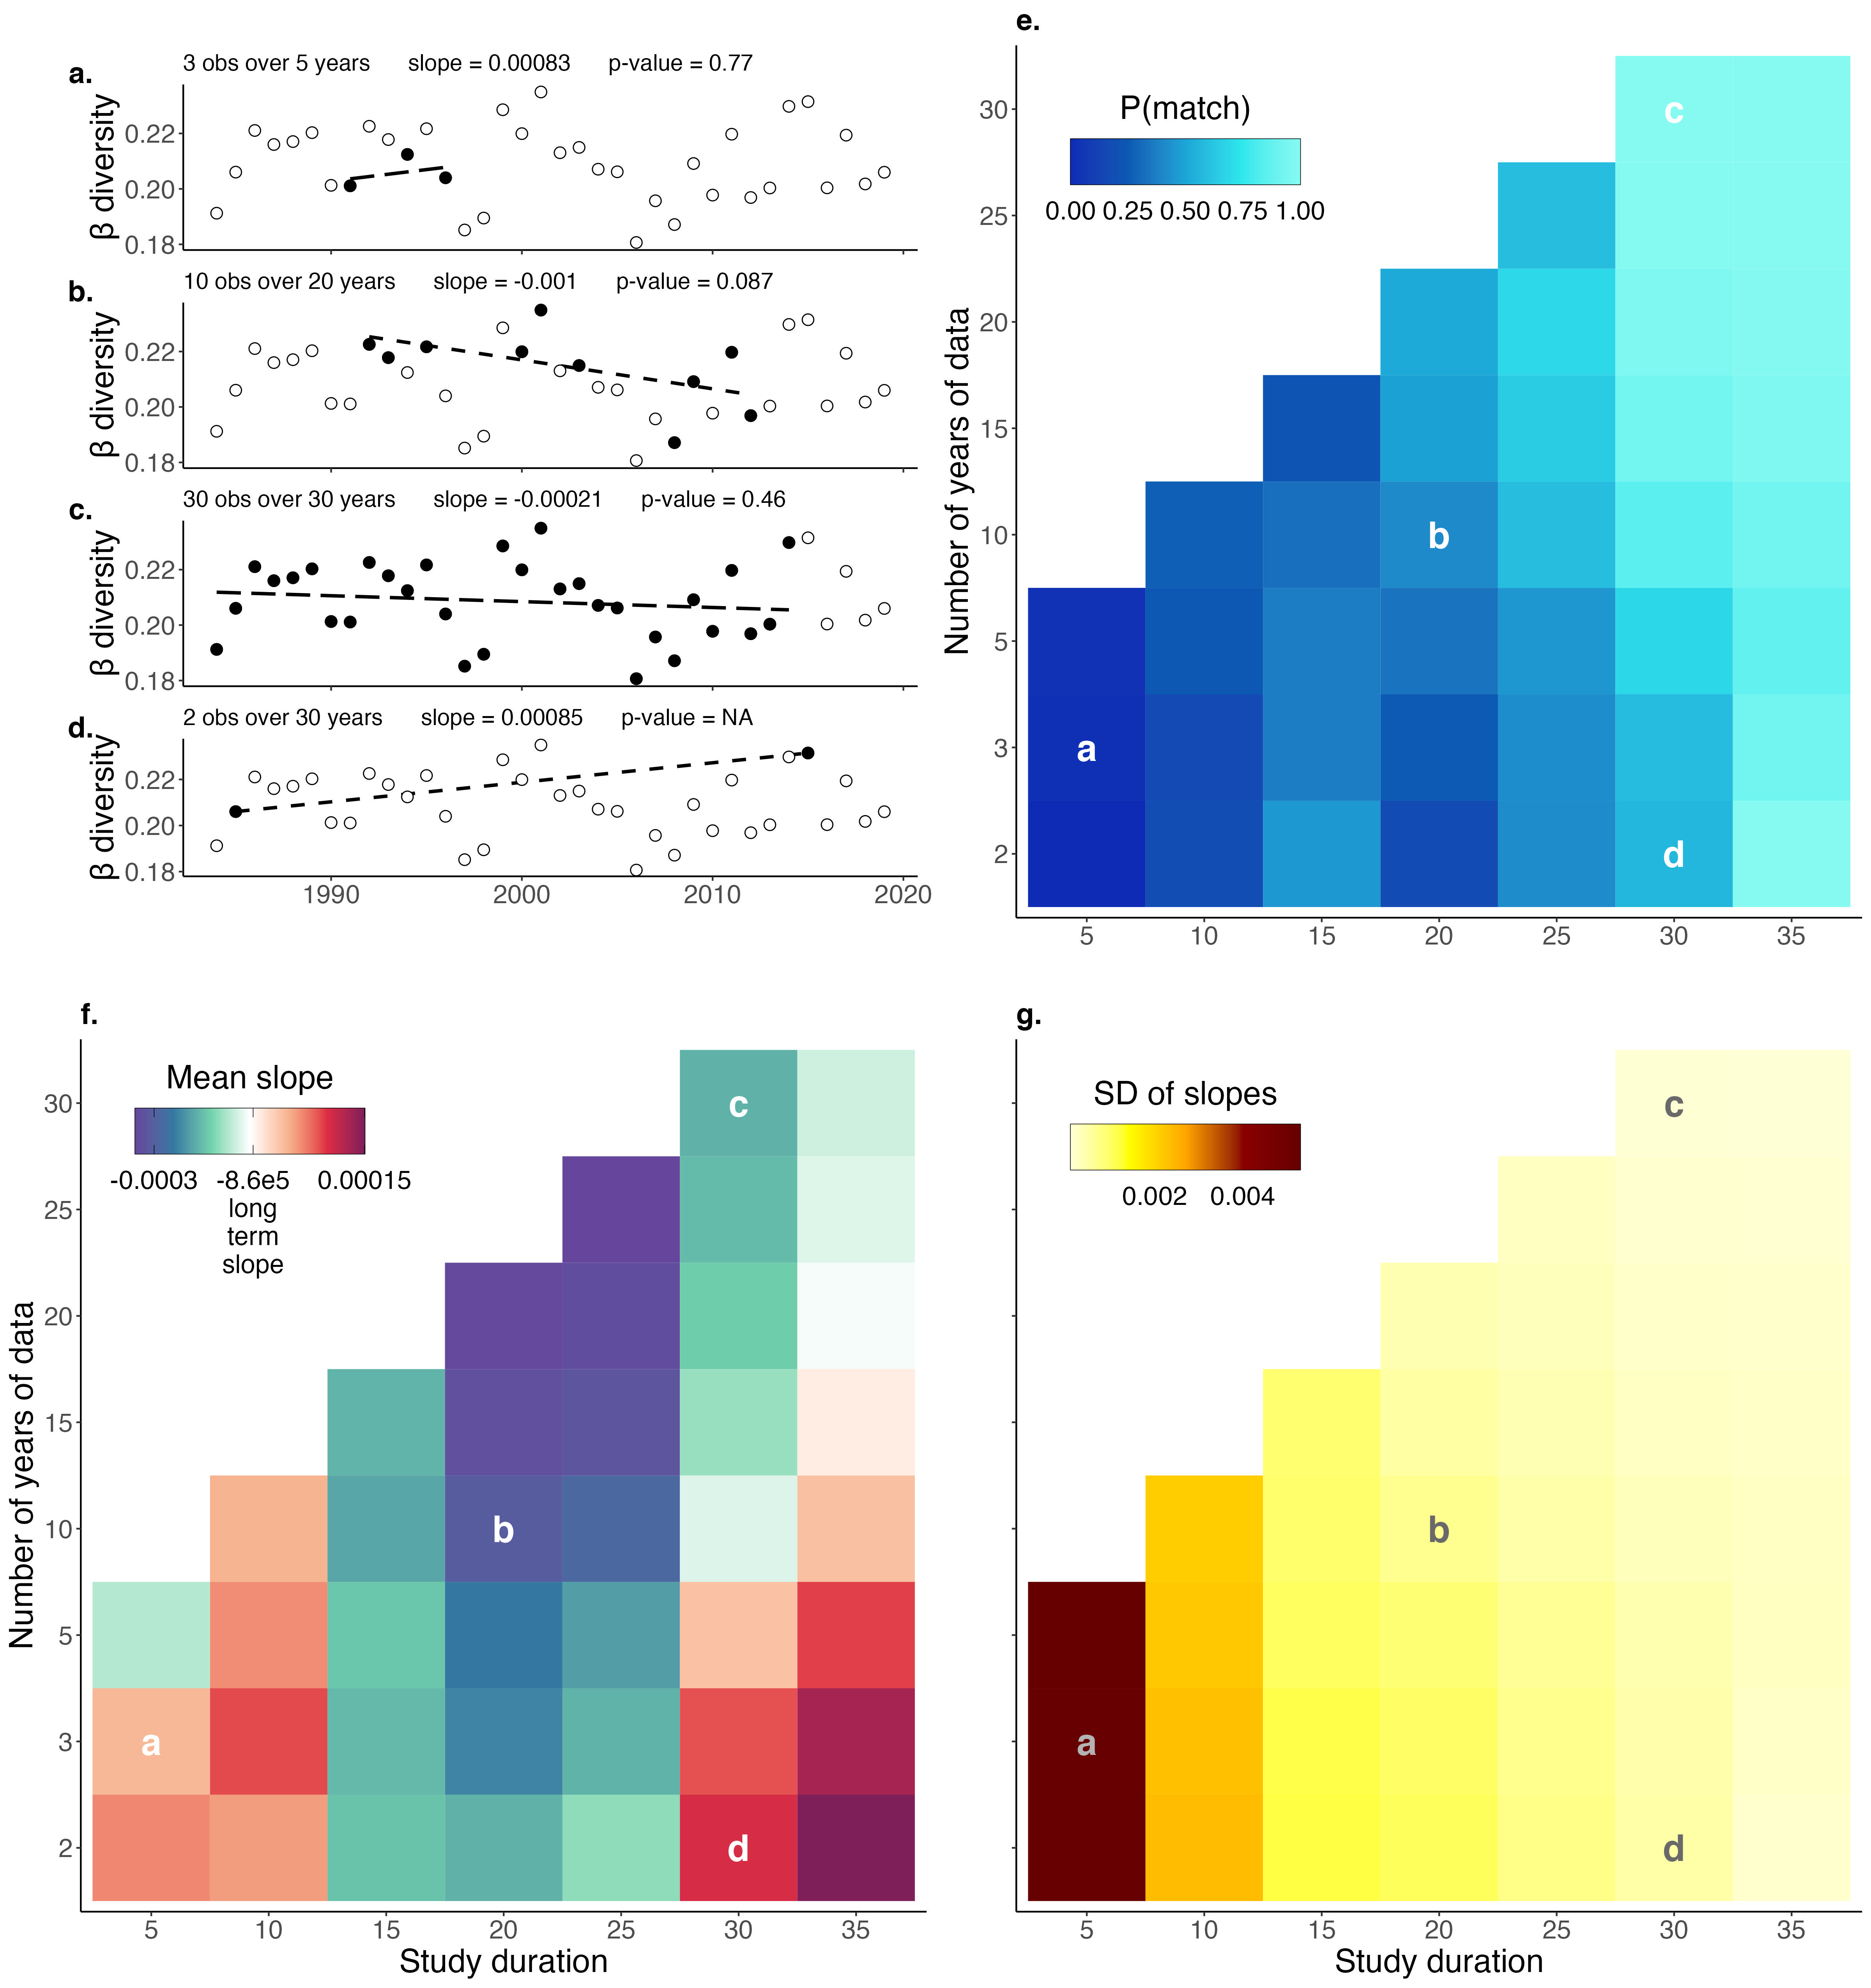 a.
3 obs over 5 years slope = 0.00083 p-value = 0.77
β diversity
0.22
0.20
0.18
b.
10 obs over 20 years slope = -0.001 p-value = 0.087
β diversity
0.22
0.20
0.18
c.
30 obs over 30 years slope = -0.00021 p-value = 0.46
β diversity
0.22
0.20
0.18
d.
2 obs over 30 years slope = 0.00085 p-value = NA
β diversity
0.22
0.20
0.18
1990 2000 2010 2020
e.
P(match)
0.00 0.25 0.50 0.75 1.00
Number of years of data
30
25
20
15
10
5
3
2
c
b
a
d
5 10 15 20 25 30 35
f.
Mean slope
-0.0003 -8.6e5 0.00015
long
term
slope
Number of years of data
30
25
20
15
10
5
3
2
c
b
a
d
5 10 15 20 25 30 35
Study duration
g.
SD of slopes
0.002 0.004
c
b
a
d
5 10 15 20 25 30 35
Study duration